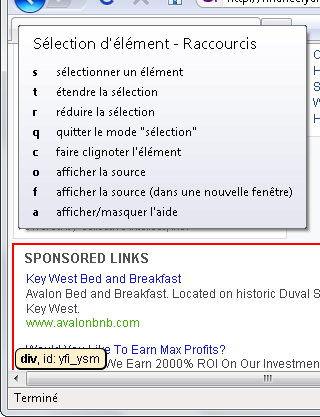 Sélection d'élément - Raccourcis
s sélectionner un élément
t étendre la sélection
r réduire la sélection
q quitter le mode "sélection"
c faire clignoter l'élément
o afficher la source
f afficher la source (dans une nouvelle fenêtre)
a afficher/masquer l'aide
SPONSORED LINKS
Key West Bed and Breakfast
Avalon Bed and Breakfast. Located on historic Duval S
Key West.
www.avalonbnb.com
Would You Like To Earn Max Profits?
We Earn 2000% ROI On Our Investment
div, id: yfi_ysm
Terminé